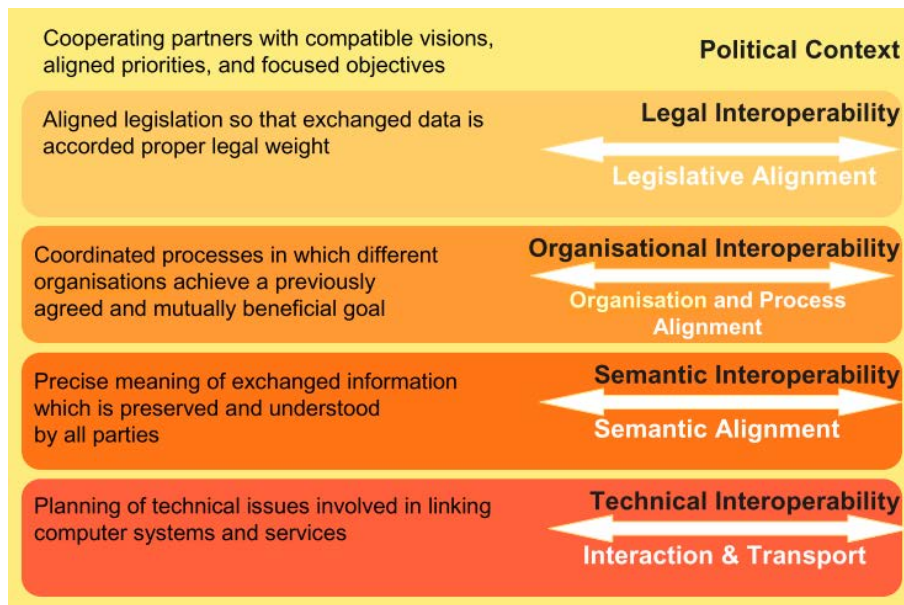 Cooperating partners with compatible visions,
aligned priorities, and focused objectives
Political Context
Aligned legislation so that exchanged data is
accorded proper legal weight
Legal Interoperability
Legislative Alignment
Coordinated processes in which different
organisations achieve a previously
agreed and mutually beneficial goal
Organisational Interoperability
Organisation and Process
Alignment
Precise meaning of exchanged information
which is preserved and understood
by all parties
Semantic Interoperability
Semantic Alignment
Planning of technical issues involved in linking
computer systems and services
Technical Interoperability
Interaction & Transport